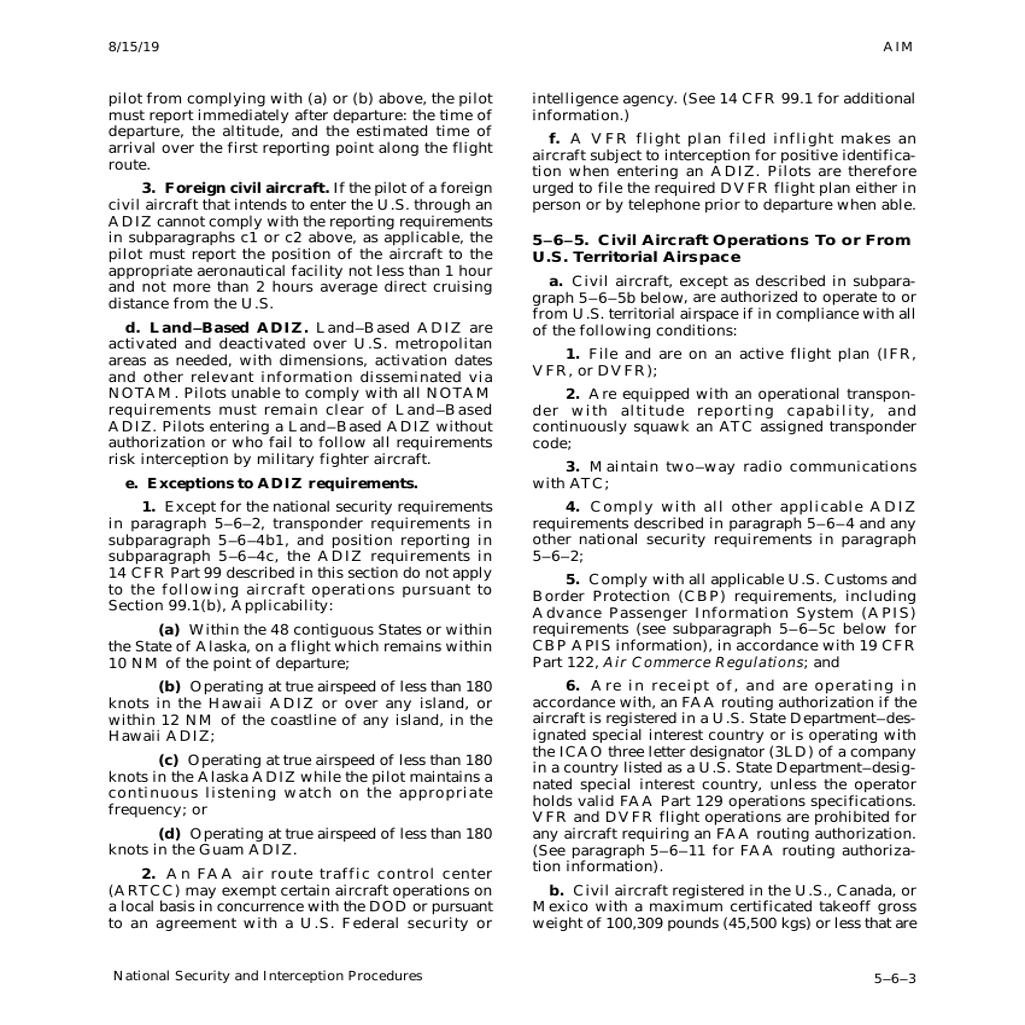 8/15/19
AIM
pilot from complying with (a) or (b) above, the pilot
must report immediately after departure: the time of
departure, the altitude, and the estimated time of
arrival over the first reporting point along the flight
route.
3. Foreign civil aircraft. If the pilot of a foreign
civil aircraft that intends to enter the U.S. through an
ADIZ cannot comply with the reporting requirements
in subparagraphs c1 or c2 above, as applicable, the
pilot must report the position of the aircraft to the
appropriate aeronautical facility not less than 1 hour
and not more than 2 hours average direct cruising
distance from the U.S.
d. Land–Based ADIZ. Land–Based ADIZ are
activated and deactivated over U.S. metropolitan
areas as needed, with dimensions, activation dates
and other relevant information disseminated via
NOTAM. Pilots unable to comply with all NOTAM
requirements must remain clear of Land–Based
ADIZ. Pilots entering a Land–Based ADIZ without
authorization or who fail to follow all requirements
risk interception by military fighter aircraft.
e. Exceptions to ADIZ requirements.
1. Except for the national security requirements
in paragraph 5–6–2, transponder requirements in
subparagraph 5–6–4b1, and position reporting in
subparagraph 5–6–4c, the ADIZ requirements in
14 CFR Part 99 described in this section do not apply
to the following aircraft operations pursuant to
Section 99.1(b), Applicability:
(a) Within the 48 contiguous States or within
the State of Alaska, on a flight which remains within
10 NM of the point of departure;
(b) Operating at true airspeed of less than 180
knots in the Hawaii ADIZ or over any island, or
within 12 NM of the coastline of any island, in the
Hawaii ADIZ;
(c) Operating at true airspeed of less than 180
knots in the Alaska ADIZ while the pilot maintains a
continuous listening watch on the appropriate
frequency; or
(d) Operating at true airspeed of less than 180
knots in the Guam ADIZ.
2. An FAA air route traffic control center
(ARTCC) may exempt certain aircraft operations on
a local basis in concurrence with the DOD or pursuant
to an agreement with a U.S. Federal security or
intelligence agency. (See 14 CFR 99.1 for additional
information.)
f. A VFR flight plan filed inflight makes an
aircraft subject to interception for positive identifica-
tion when entering an ADIZ. Pilots are therefore
urged to file the required DVFR flight plan either in
person or by telephone prior to departure when able.
5–6–5. Civil Aircraft Operations To or From
U.S. Territorial Airspace
a. Civil aircraft, except as described in subpara-
graph 5–6–5b below, are authorized to operate to or
from U.S. territorial airspace if in compliance with all
of the following conditions:
1. File and are on an active flight plan (IFR,
VFR, or DVFR);
2. Are equipped with an operational transpon-
der with altitude reporting capability, and
continuously squawk an ATC assigned transponder
code;
3. Maintain two–way radio communications
with ATC;
4. Comply with all other applicable ADIZ
requirements described in paragraph 5–6–4 and any
other national security requirements in paragraph
5–6–2;
5. Comply with all applicable U.S. Customs and
Border Protection (CBP) requirements, including
Advance Passenger Information System (APIS)
requirements (see subparagraph 5–6–5c below for
CBP APIS information), in accordance with 19 CFR
Part 122, Air Commerce Regulations; and
6. Are in receipt of, and are operating in
accordance with, an FAA routing authorization if the
aircraft is registered in a U.S. State Department–des-
ignated special interest country or is operating with
the ICAO three letter designator (3LD) of a company
in a country listed as a U.S. State Department–desig-
nated special interest country, unless the operator
holds valid FAA Part 129 operations specifications.
VFR and DVFR flight operations are prohibited for
any aircraft requiring an FAA routing authorization.
(See paragraph 5–6–11 for FAA routing authoriza-
tion information).
b. Civil aircraft registered in the U.S., Canada, or
Mexico with a maximum certificated takeoff gross
weight of 100,309 pounds (45,500 kgs) or less that are
National Security and Interception Procedures
5–6–3